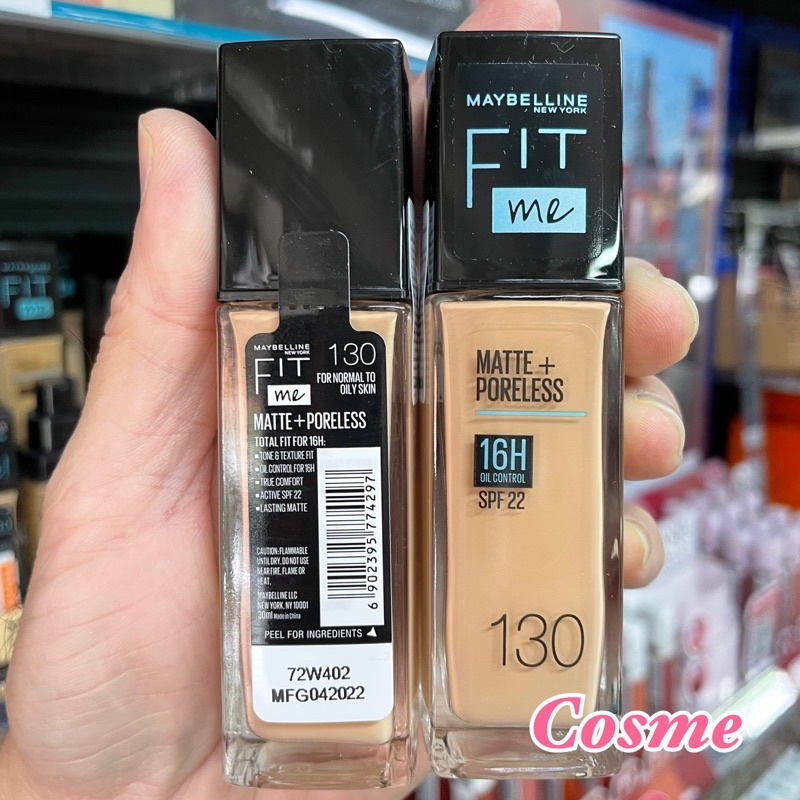 MAYBELLINE
NEW YORK
FIT
me
130
FOR NORMAL TO
OILY SKIN
MATTE+PORELESS
TOTAL FIT FOR 16H:
▪TONE & TEXTURE FIT
▪OIL CONTROL FOR 16H
▪TRUE COMFORT
▪ACTIVE SPF 22
▪LASTING MATTE
CAUTION: FLAMMABLE
UNTIL DRY. DO NOT USE
NEAR FIRE, FLAME OR
HEAT.
MAYBELLINE LLC
NEW YORK, NY 10001
30ml Made in China
6 902395 774297
PEEL FOR INGREDIENTS
72W402
MFG042022
MAYBELLINE
NEW YORK
FIT
me
MATTE +
PORELESS
16H
OIL CONTROL
SPF 22
130
Cosme
FIT